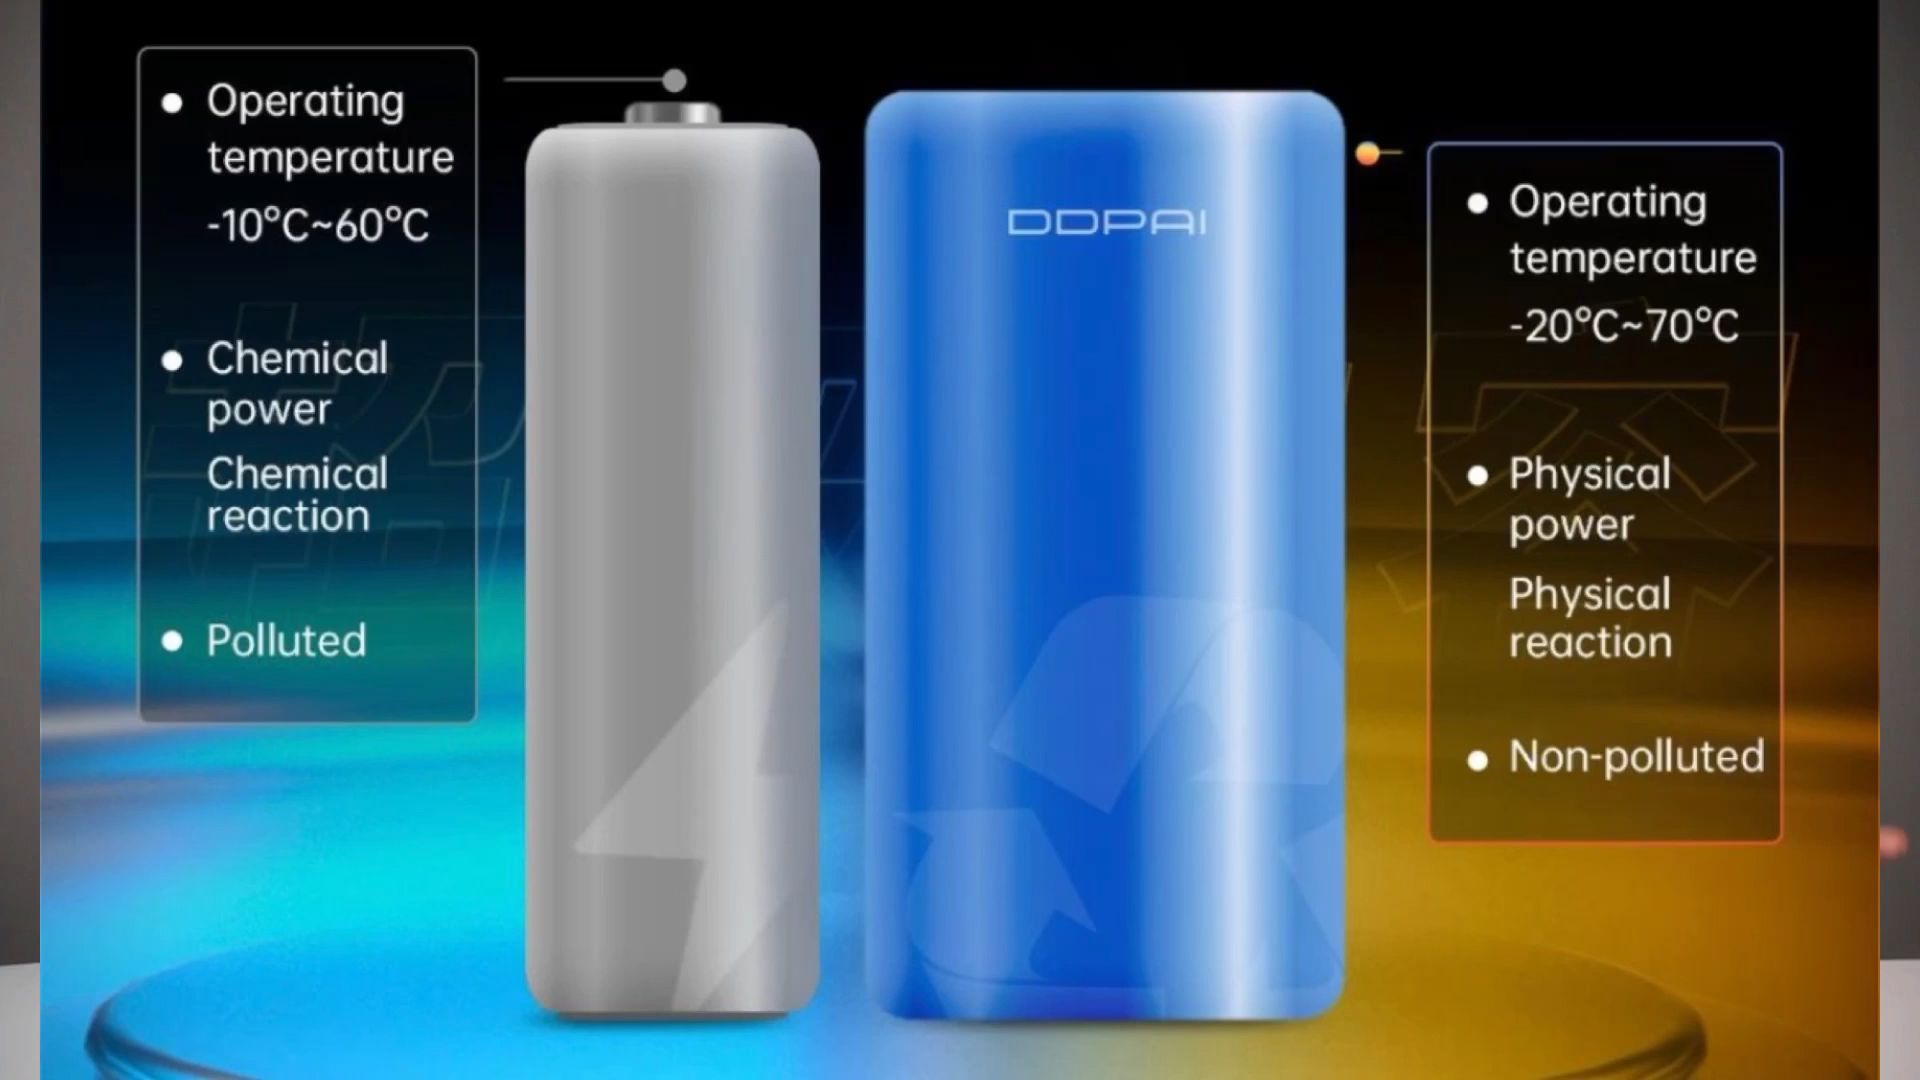 Operating
temperature
-10°C~60°C
Chemical
power
Chemical
reaction
Polluted
DDPAI
Operating
temperature
-20°C~70°C
Physical
power
Physical
reaction
Non-polluted